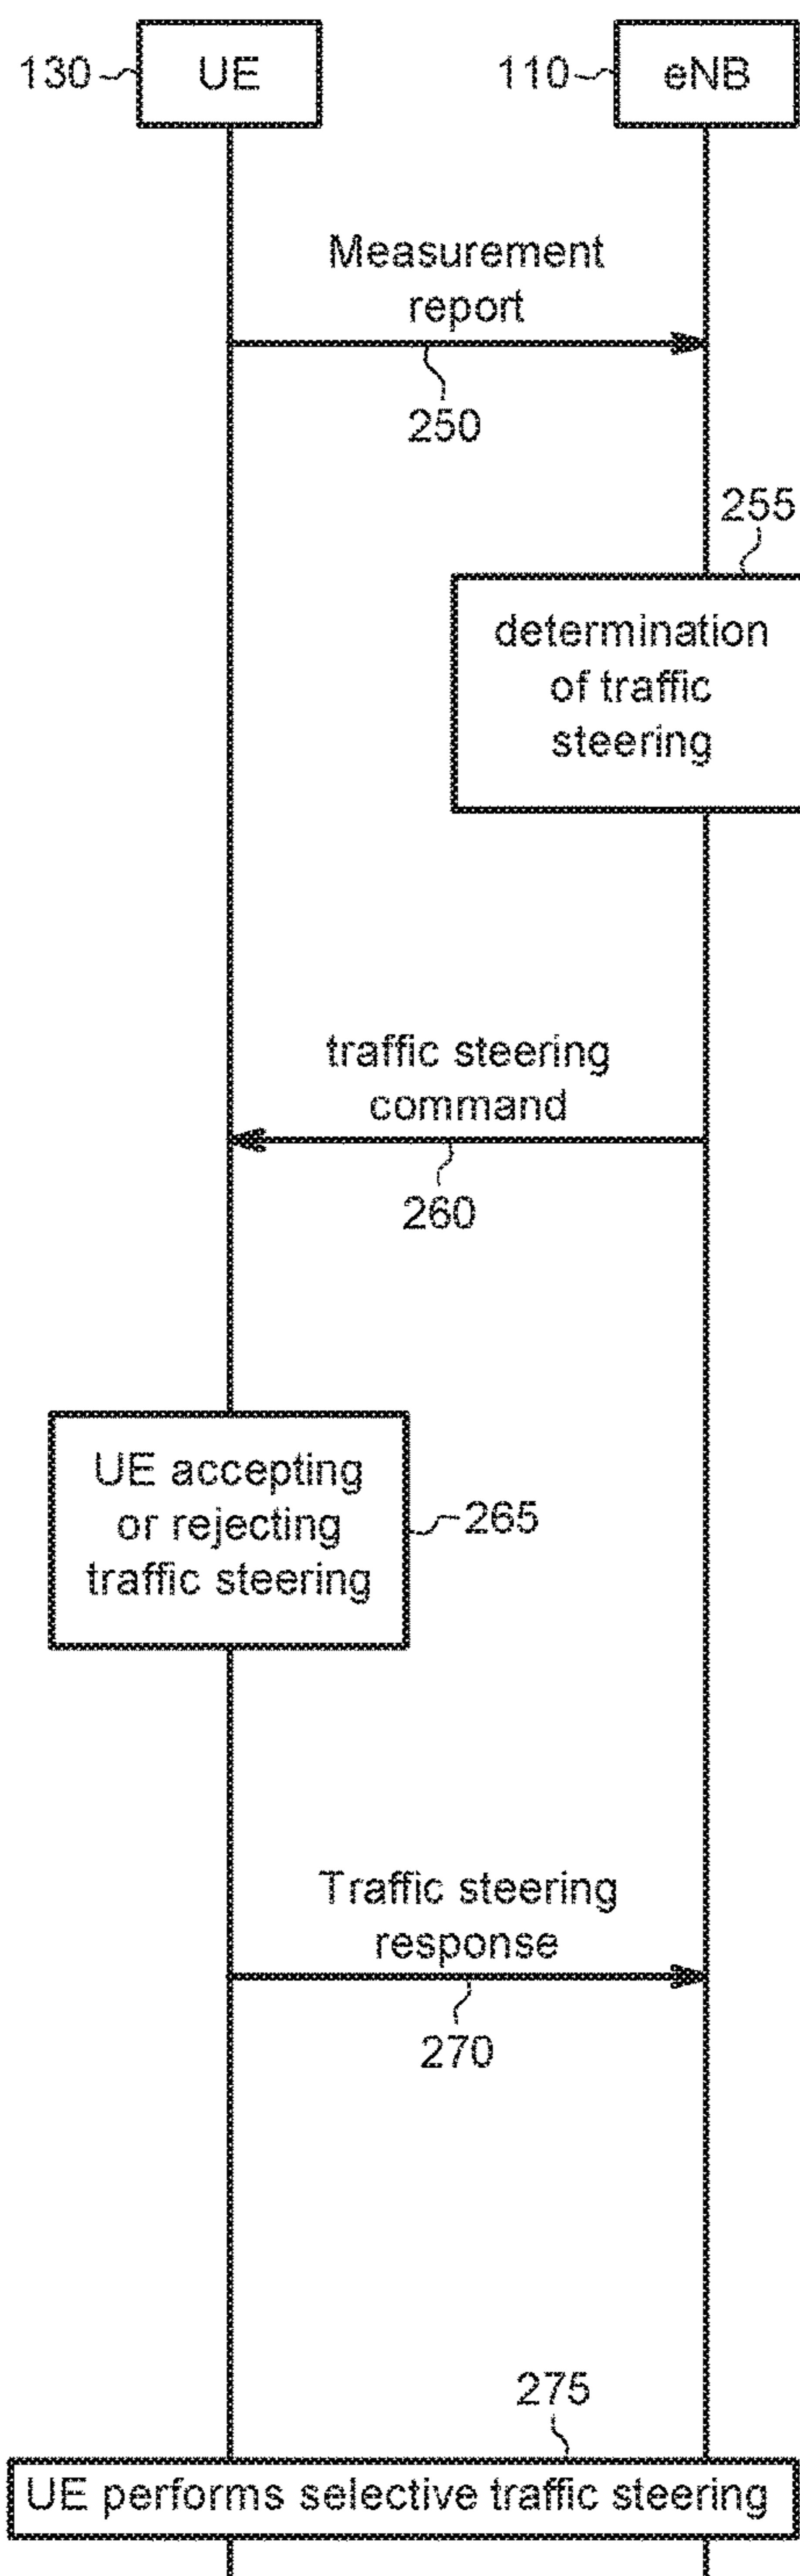 130 UE 110 eNB
Measurement
report
250
255
determination
of traffic
steering
traffic steering
command
260
UE accepting
or rejecting
traffic steering
265
Traffic steering
response
270
275
UE performs selective traffic steering